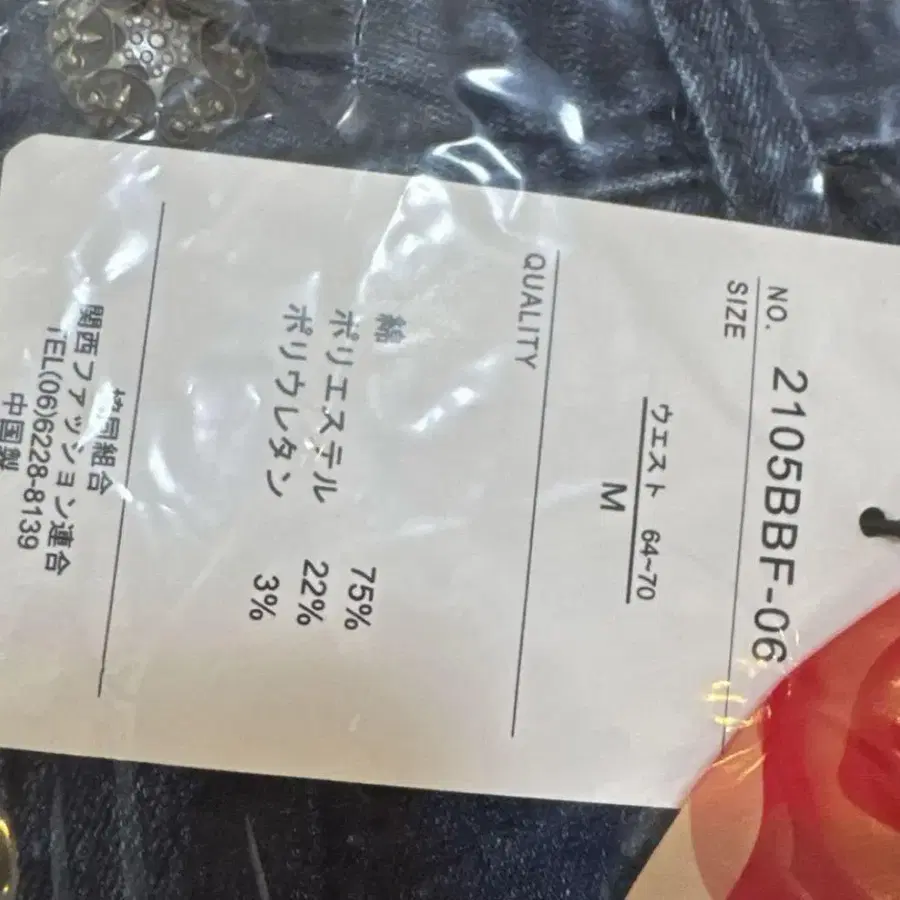 NO. 2105BBF-06
SIZE
ウエスト 64~70
M
QUALITY
綿 75%
ポリエステル 22%
ポリウレタン 3%
協同組合
関西ファッション連合
TEL(06)6228-8139
中国製